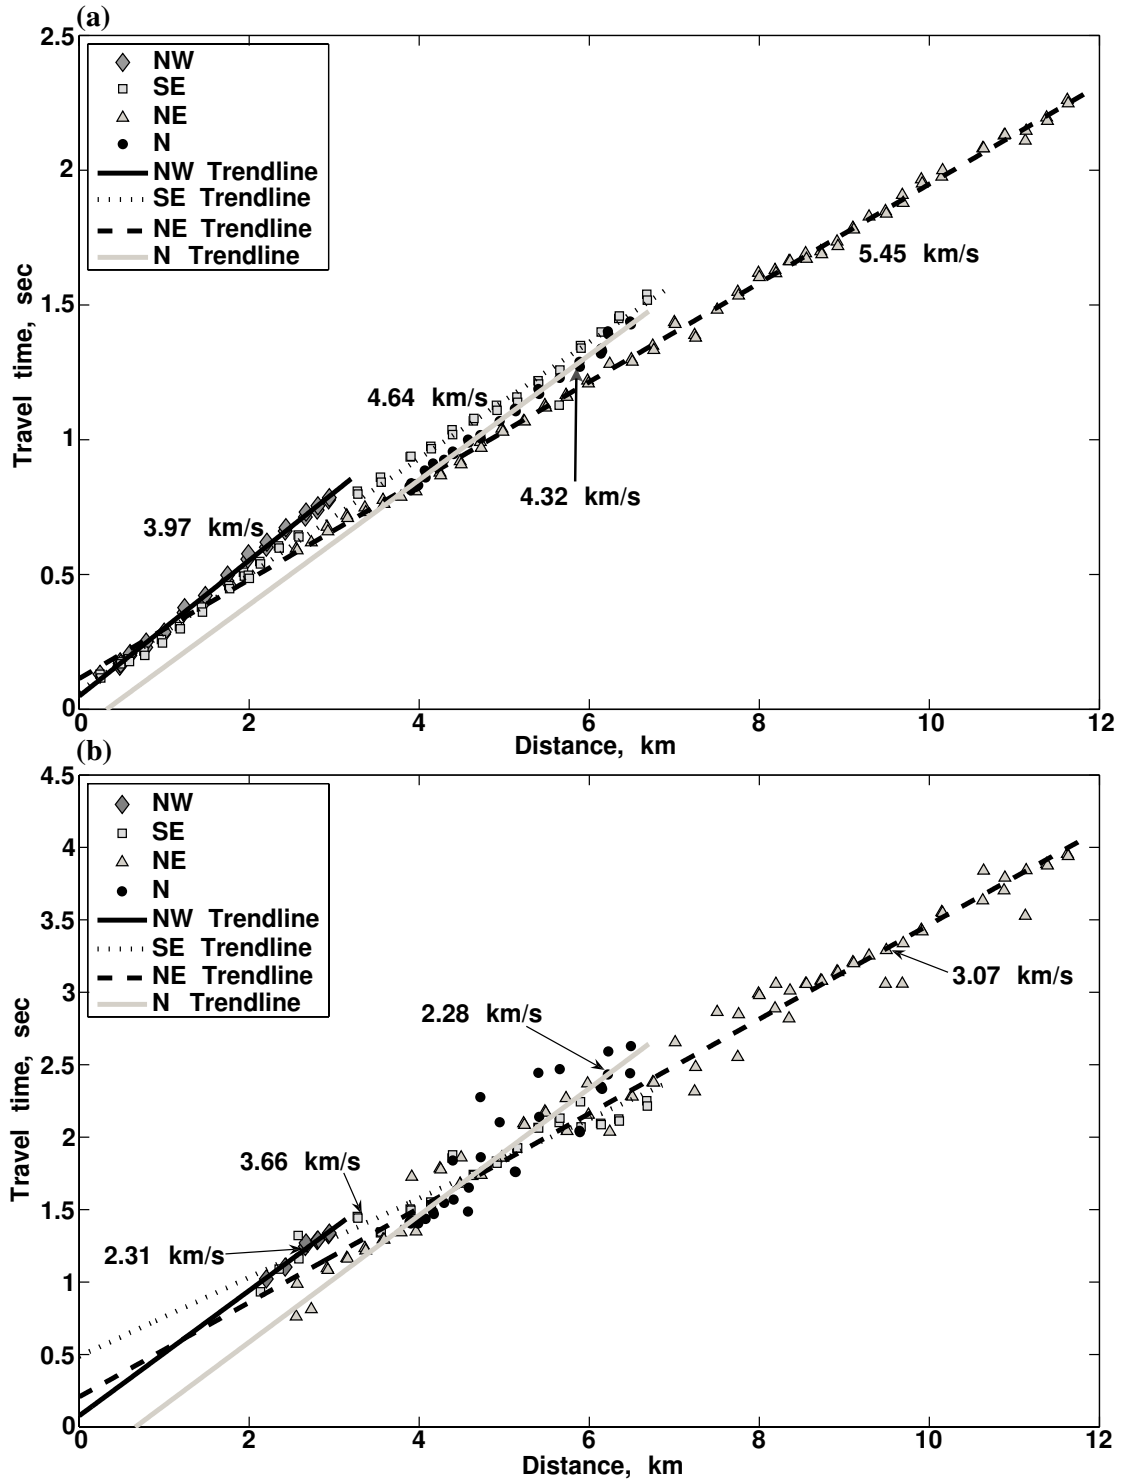 (a)
2.5
NW
SE
NE
N
NW Trendline
SE Trendline
NE Trendline
N Trendline
2
1.5
1
0.5
0
Travel time, sec
5.45 km/s
4.64 km/s
4.32 km/s
3.97 km/s
0 2 4 6 8 10 12
Distance, km
(b)
4.5
NW
SE
NE
N
NW Trendline
SE Trendline
NE Trendline
N Trendline
4
3.5
3
2.5
2
1.5
1
0.5
0
Travel time, sec
3.07 km/s
2.28 km/s
3.66 km/s
2.31 km/s
0 2 4 6 8 10 12
Distance, km